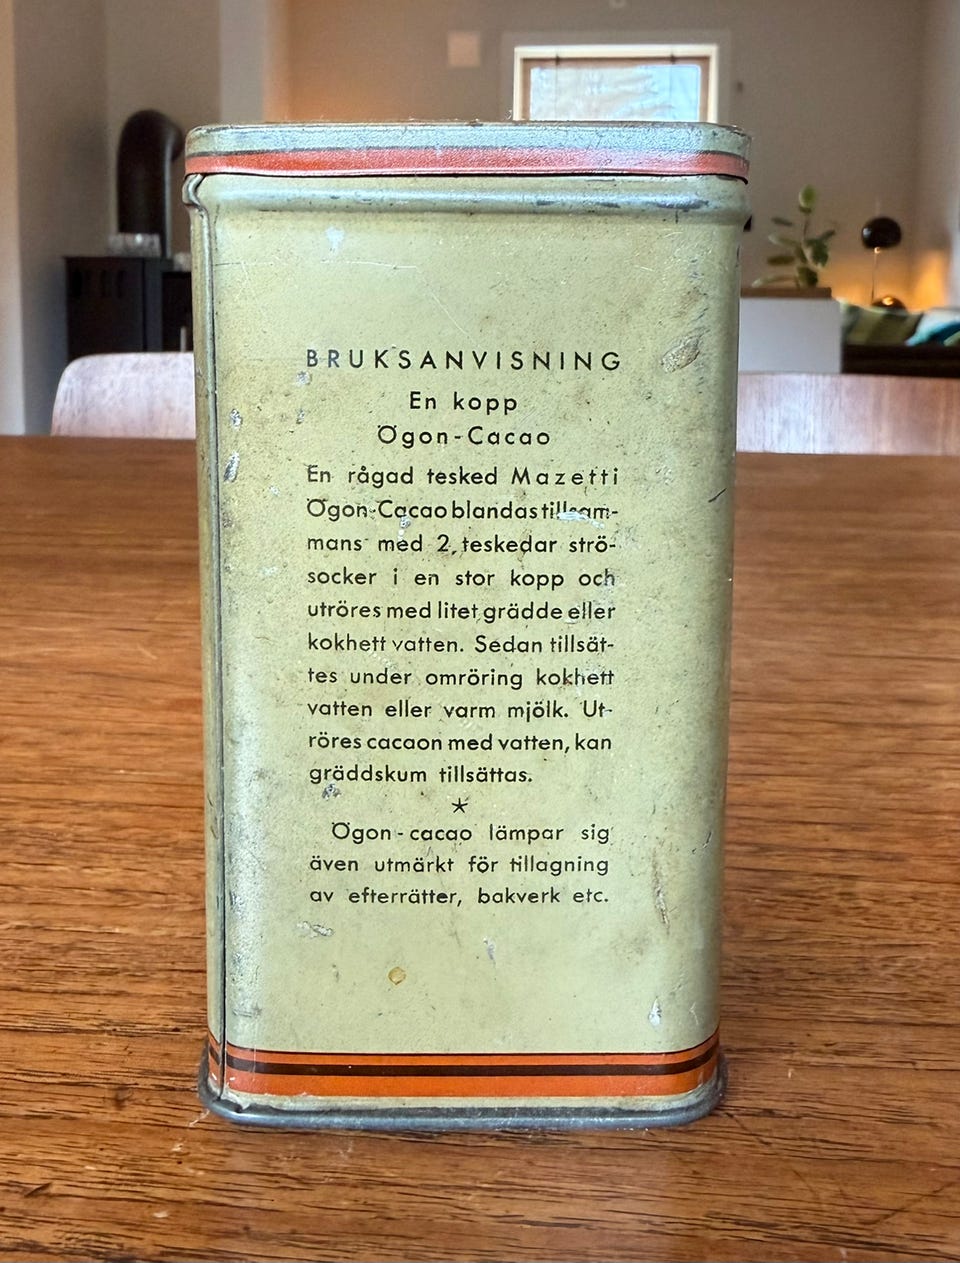 BRUKSANVISNING
En kopp
Ögon-Cacao
En rågad tesked Mazetti
Ögon-Cacao blandas tillsam-
mans med 2 teskedar strö-
socker i en stor kopp och
utröres med litet grädde eller
kokhett vatten. Sedan tillsät-
tes under omröring kokhett
vatten eller varm mjölk. Ut-
röres cacaon med vatten, kan
gräddskum tillsättas.
*
Ögon-cacao lämpar sig
även utmärkt för tillagning
av efterrätter, bakverk etc.